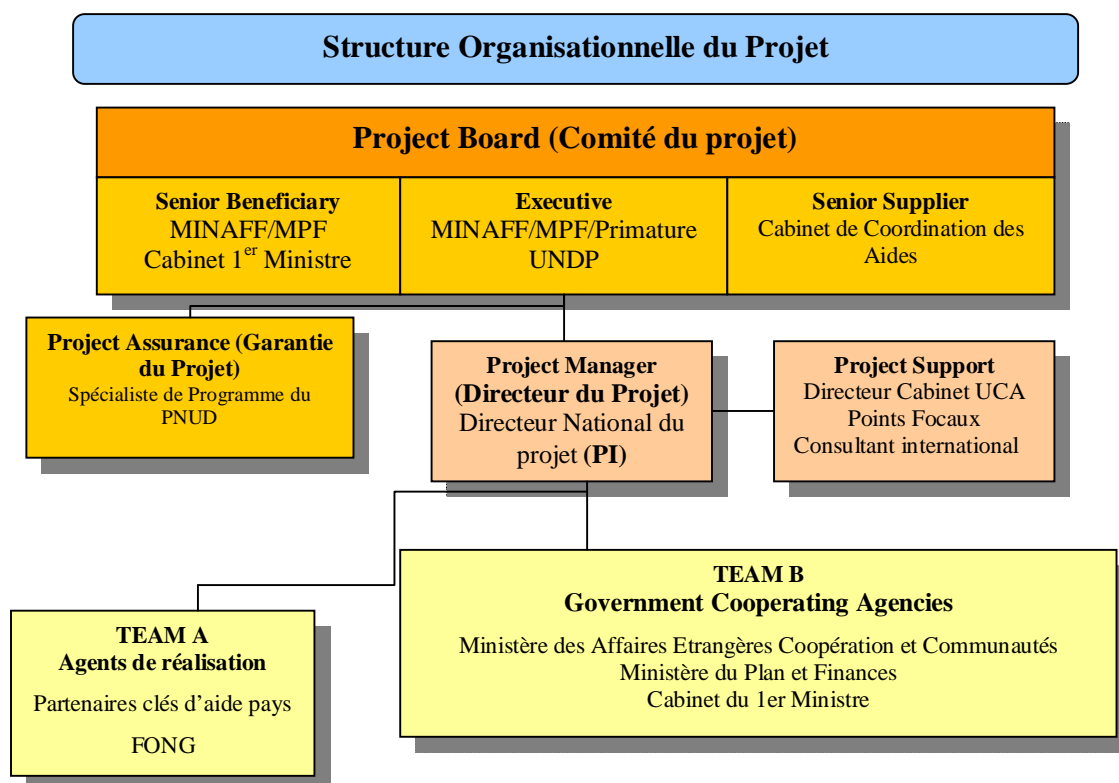 Structure Organisationnelle du Projet
Project Board (Comité du projet)
Senior Beneficiary
MINAFF/MPF
Cabinet 1er Ministre
Executive
MINAFF/MPF/Primature
UNDP
Senior Supplier
Cabinet de Coordination des
Aides
Project Assurance (Garantie
du Projet)
Spécialiste de Programme du
PNUD
Project Manager
(Directeur du Projet)
Directeur National du
projet (PI)
Project Support
Directeur Cabinet UCA
Points Focaux
Consultant international
TEAM A
Agents de réalisation
Partenaires clés d’aide pays
FONG
TEAM B
Government Cooperating Agencies
Ministère des Affaires Etrangères Coopération et Communautés
Ministère du Plan et Finances
Cabinet du 1er Ministre